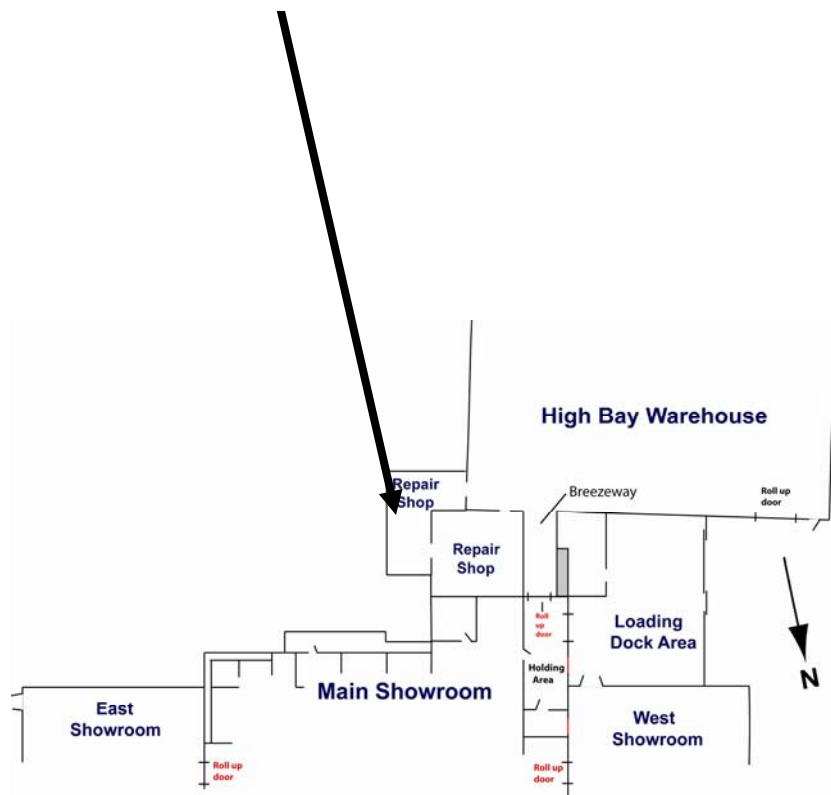 High Bay Warehouse
Repair
Shop
Breezeway
Roll up
door
Repair
Shop
Roll
up
door
Loading
Dock Area
Holding
Area
N
Main Showroom
East
Showroom
West
Showroom
Roll up
door
Roll up
door